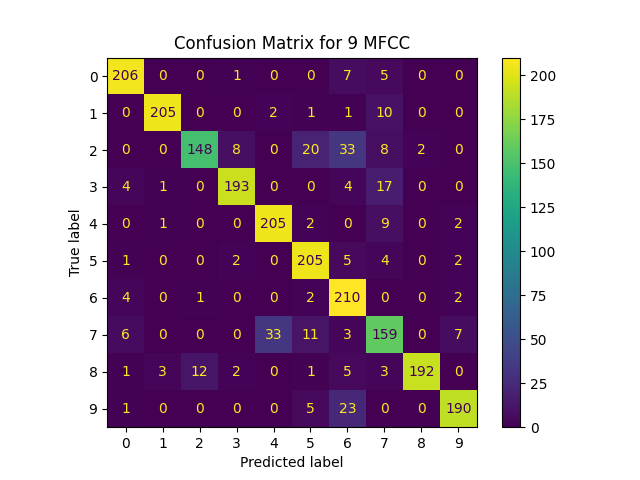 Confusion Matrix for 9 MFCC
0 206 0 0 1 0 0 7 5 0 0
1 0 205 0 0 2 1 1 10 0 0
2 0 0 148 8 0 20 33 8 2 0
3 4 1 0 193 0 0 4 17 0 0
4 0 1 0 0 205 2 0 9 0 2
5 1 0 0 2 0 205 5 4 0 2
6 4 0 1 0 0 2 210 0 0 2
7 6 0 0 0 33 11 3 159 0 7
8 1 3 12 2 0 1 5 3 192 0
9 1 0 0 0 0 5 23 0 0 190
0 1 2 3 4 5 6 7 8 9
Predicted label
True label
200
175
150
125
100
75
50
25
0